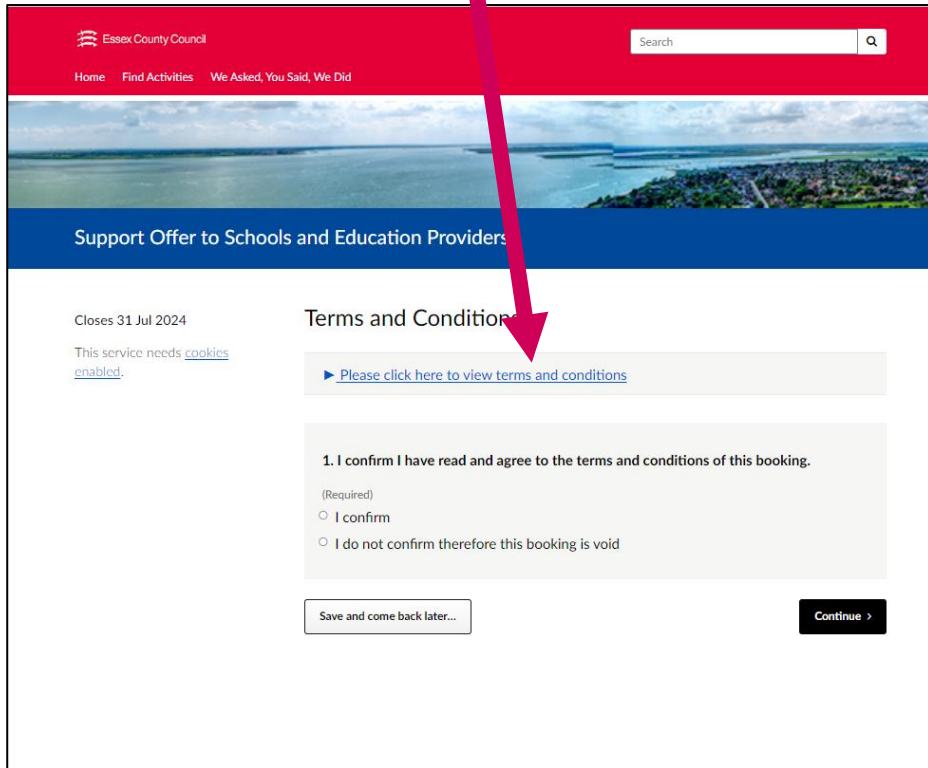 Essex County Council
Search
Home Find Activities We Asked, You Said, We Did
Support Offer to Schools and Education Providers
Closes 31 Jul 2024
This service needs cookies
enabled.
Terms and Conditions
► Please click here to view terms and conditions
1. I confirm I have read and agree to the terms and conditions of this booking.
(Required)
I confirm
I do not confirm therefore this booking is void
Save and come back later...
Continue >